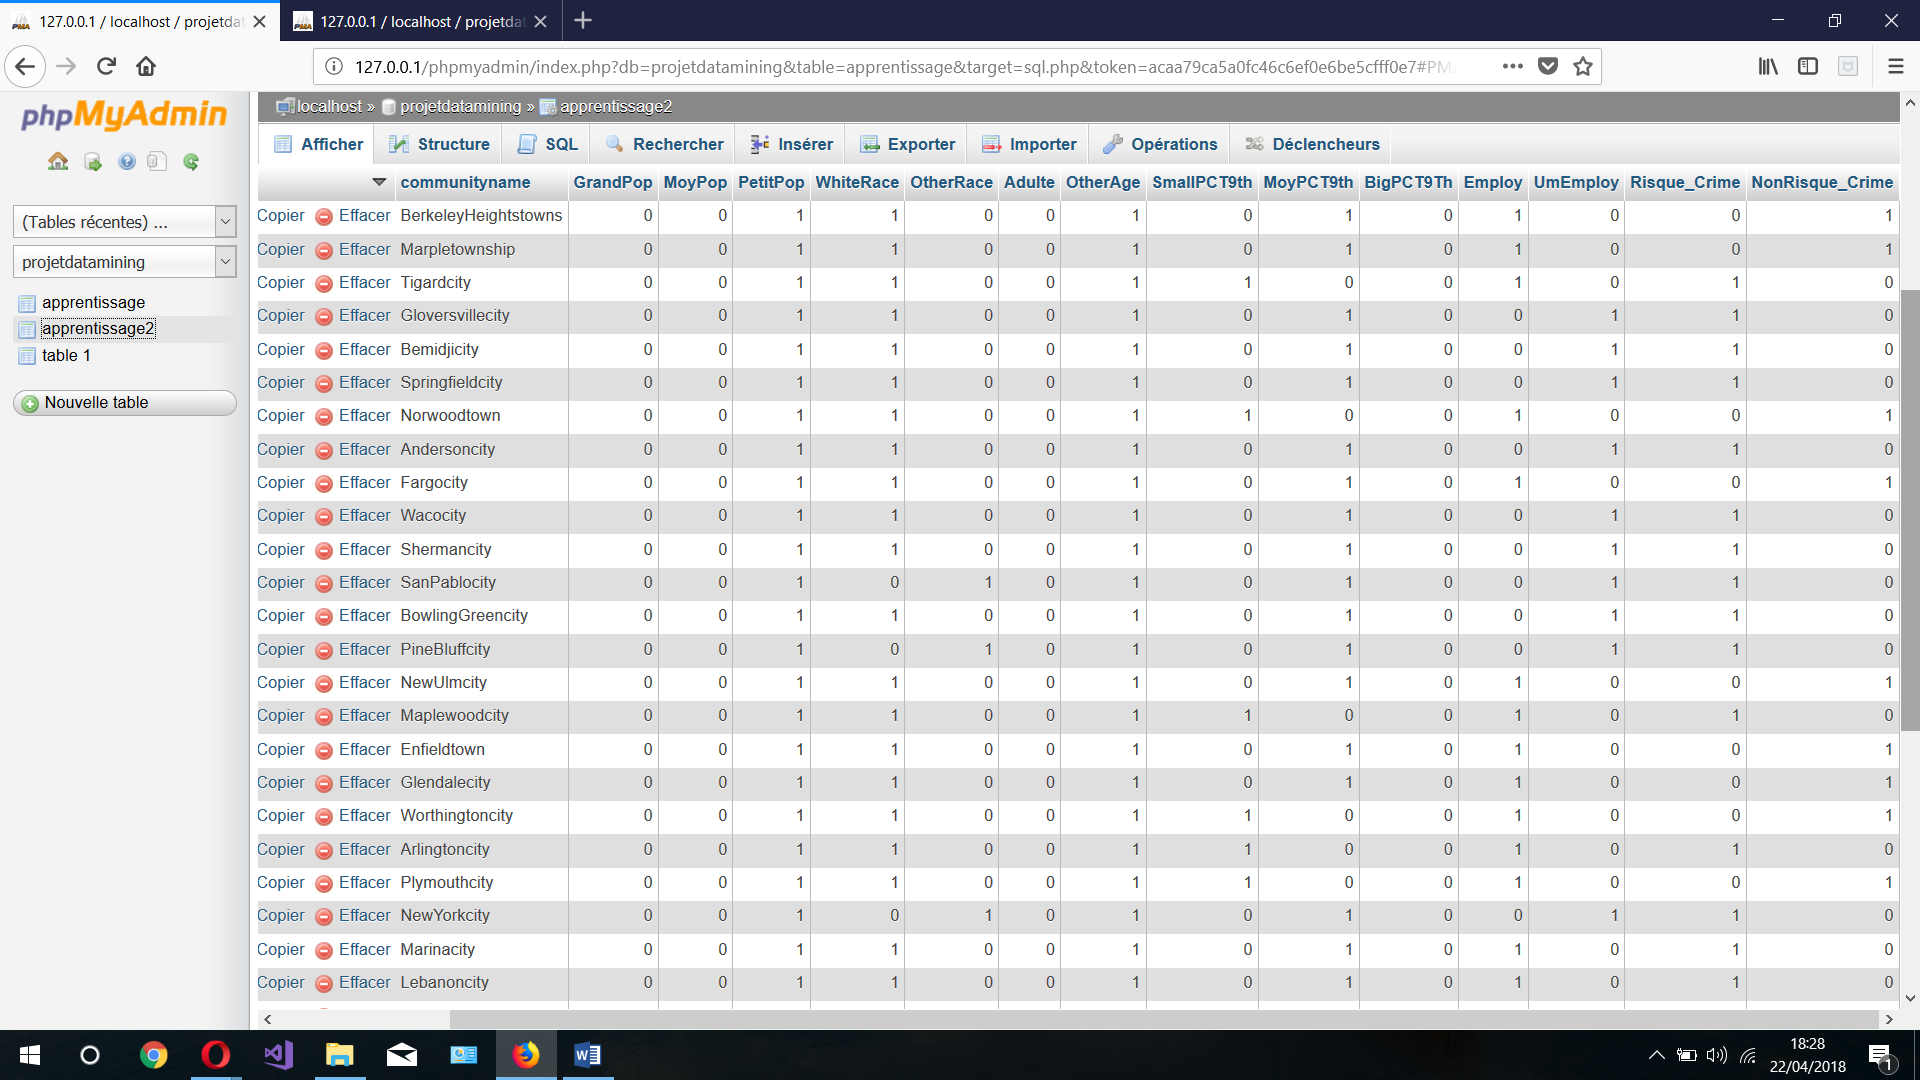 127.0.0.1 / localhost / projetdat
127.0.0.1 / localhost / projetdat
127.0.0.1/phpmyadmin/index.php?db=projetdatamining&table=apprentissage&target=sql.php&token=acaa79ca5a0fc46c6ef0e6be5cfff0e7#PMA
phpMyAdmin
(Tables récentes) ...
projetdatamining
apprentissage
apprentissage2
table 1
Nouvelle table
localhost » projetdatamining » apprentissage2
Afficher Structure SQL Rechercher Insérer Exporter Importer Opérations Déclencheurs
communityname GrandPop MoyPop PetitPop WhiteRace OtherRace Adulte OtherAge SmallPCT9th MoyPCT9th BigPCT9Th Employ UmEmploy Risque_Crime NonRisque_Crime
Copier Effacer BerkeleyHeightstowns 0 0 1 1 0 0 1 0 1 0 1 0 0 1
Copier Effacer Marpletownship 0 0 1 1 0 0 1 0 1 0 1 0 0 1
Copier Effacer Tigardcity 0 0 1 1 0 0 1 1 0 0 1 0 1 0
Copier Effacer Gloversvillecity 0 0 1 1 0 0 1 0 1 0 0 1 1 0
Copier Effacer Bemidjicity 0 0 1 1 0 0 1 0 1 0 0 1 1 0
Copier Effacer Springfieldcity 0 0 1 1 0 0 1 0 1 0 0 1 1 0
Copier Effacer Norwoodtown 0 0 1 1 0 0 1 1 0 0 1 0 0 1
Copier Effacer Andersoncity 0 0 1 1 0 0 1 0 1 0 0 1 1 0
Copier Effacer Fargocity 0 0 1 1 0 0 1 0 1 0 1 0 0 1
Copier Effacer Wacocity 0 0 1 1 0 0 1 0 1 0 0 1 1 0
Copier Effacer Shermancity 0 0 1 1 0 0 1 0 1 0 0 1 1 0
Copier Effacer SanPablocity 0 0 1 0 1 0 1 0 1 0 0 1 1 0
Copier Effacer BowlingGreencity 0 0 1 1 0 0 1 0 1 0 0 1 1 0
Copier Effacer PineBluffcity 0 0 1 0 1 0 1 0 1 0 0 1 1 0
Copier Effacer NewUlmcity 0 0 1 1 0 0 1 0 1 0 1 0 0 1
Copier Effacer Maplewoodcity 0 0 1 1 0 0 1 1 0 0 1 0 1 0
Copier Effacer Enfieldtown 0 0 1 1 0 0 1 0 1 0 1 0 0 1
Copier Effacer Glendalecity 0 0 1 1 0 0 1 0 1 0 1 0 0 1
Copier Effacer Worthingtoncity 0 0 1 1 0 0 1 1 0 0 1 0 0 1
Copier Effacer Arlingtoncity 0 0 1 1 0 0 1 1 0 0 1 0 1 0
Copier Effacer Plymouthcity 0 0 1 1 0 0 1 1 0 0 1 0 0 1
Copier Effacer NewYorkcity 0 0 1 0 1 0 1 0 1 0 0 1 1 0
Copier Effacer Marinacity 0 0 1 1 0 0 1 0 1 0 1 0 1 0
Copier Effacer Lebanoncity 0 0 1 1 0 0 1 0 1 0 1 0 1 0
18:28
22/04/2018
1